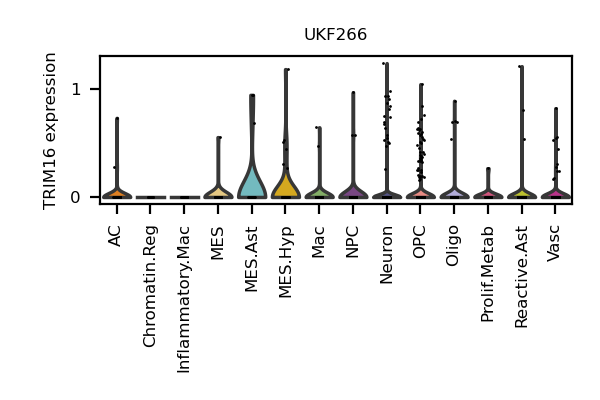 UKF266
TRIM16 expression
1
0
AC
Chromatin.Reg
Inflammatory.Mac
MES
MES.Ast
MES.Hyp
Mac
NPC
Neuron
OPC
Oligo
Prolif.Metab
Reactive.Ast
Vasc